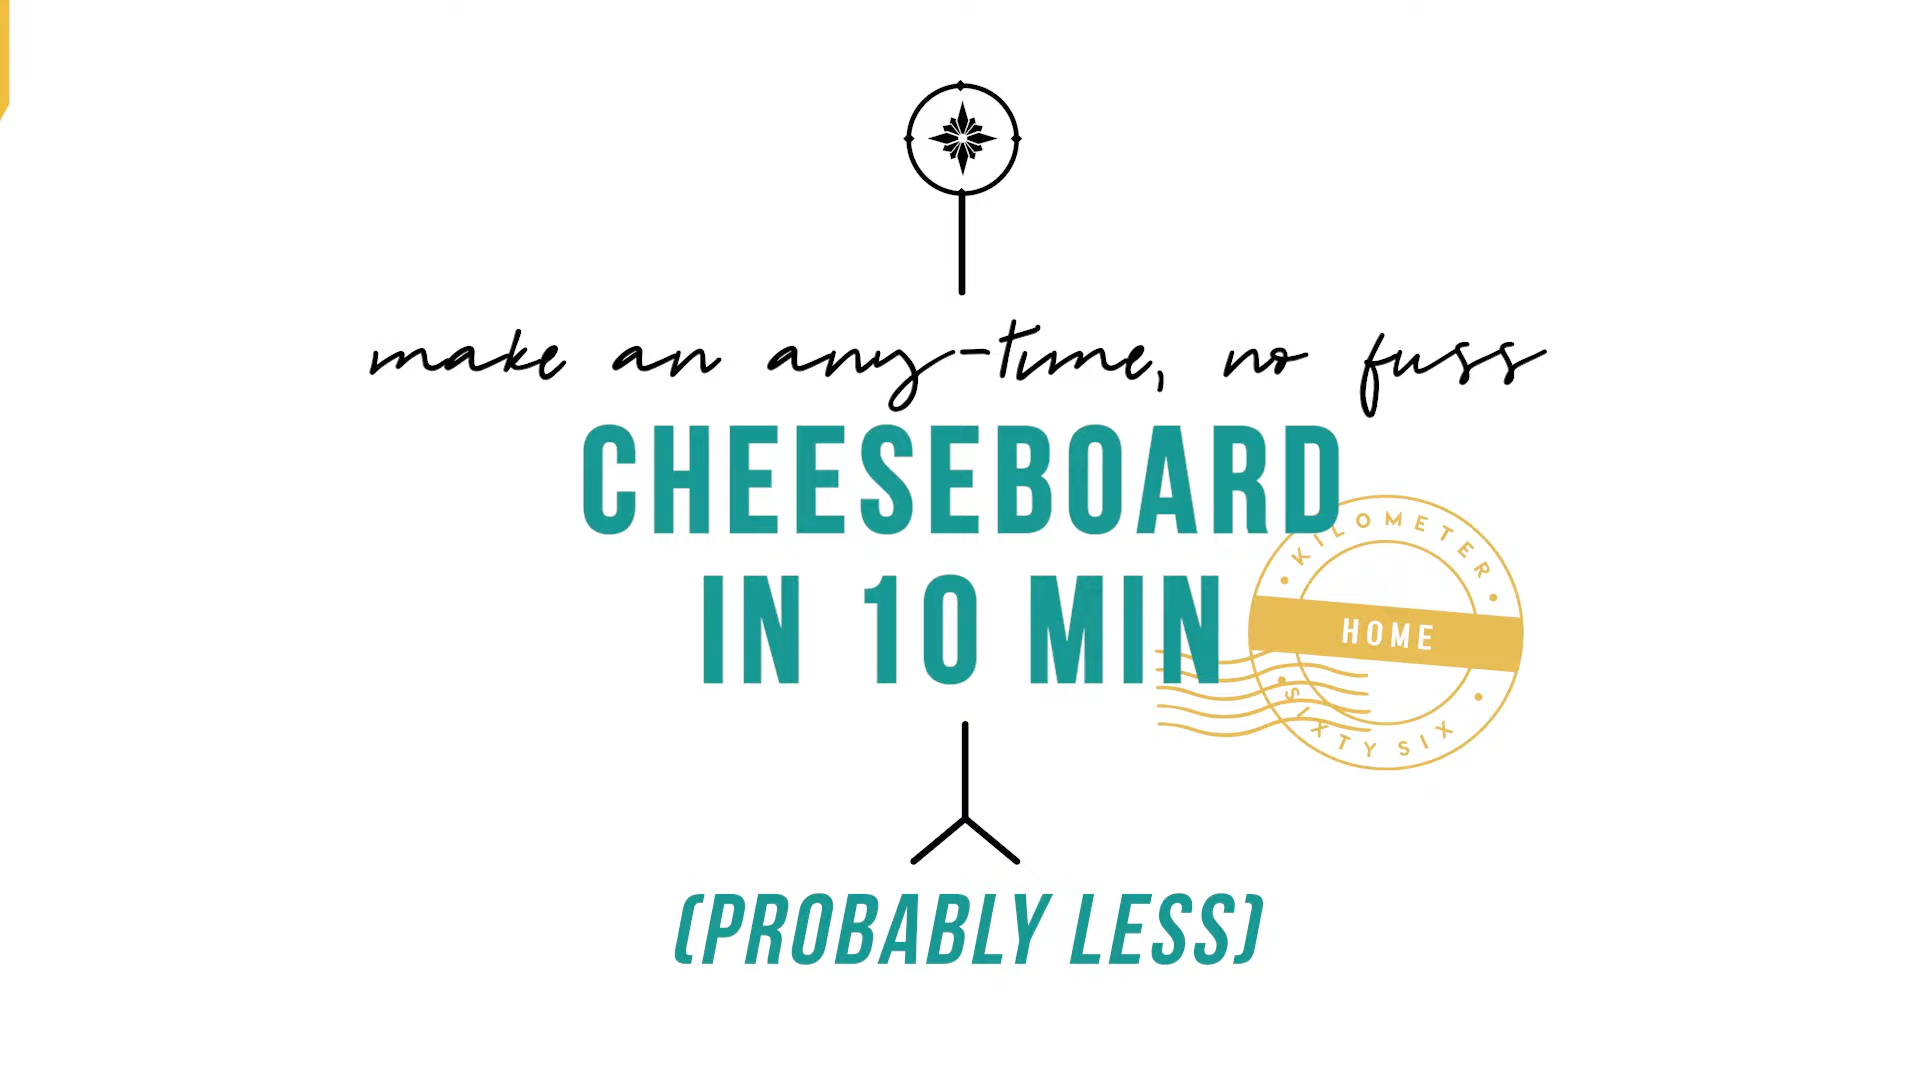 make an any-time, no fuss
CHEESEBOARD
IN 10 MIN
KILOMETER
HOME
SIXTY SIX
(PROBABLY LESS)